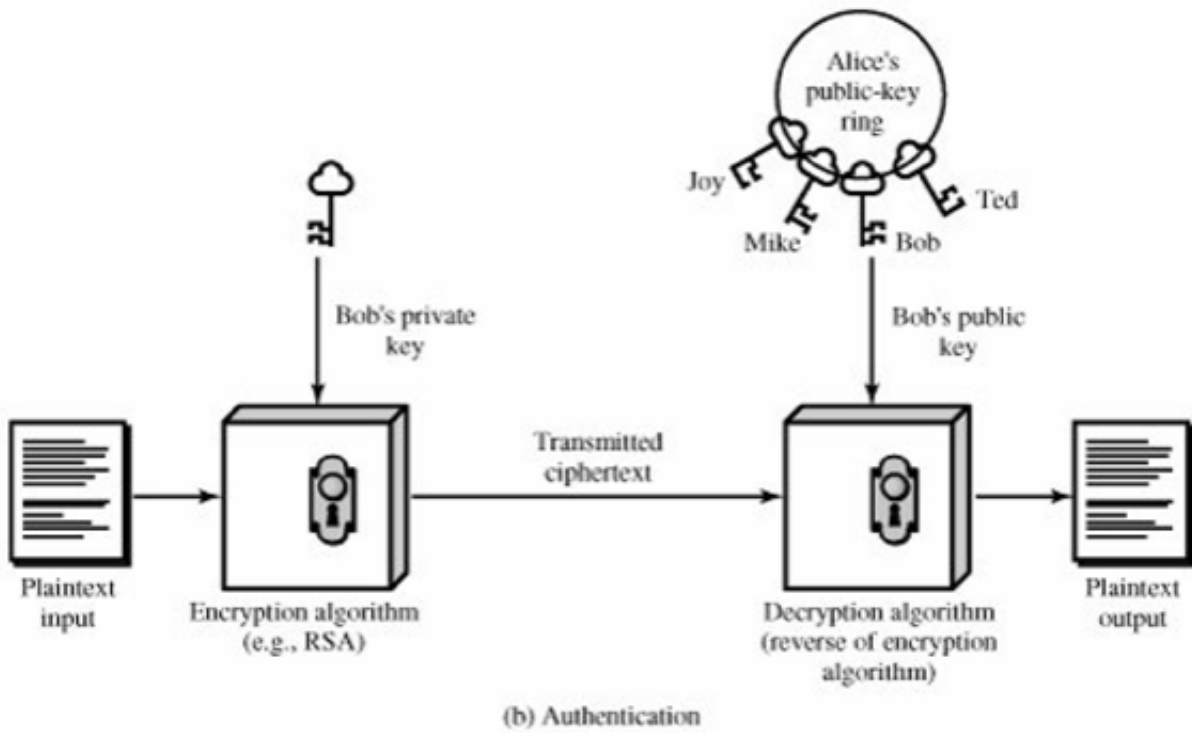 Alice's
public-key
ring
Joy
Mike
Bob
Ted
Bob's private
key
Bob's public
key
Transmitted
ciphertext
Plaintext
input
Encryption algorithm
(e.g., RSA)
Decryption algorithm
(reverse of encryption
algorithm)
Plaintext
output
(b) Authentication